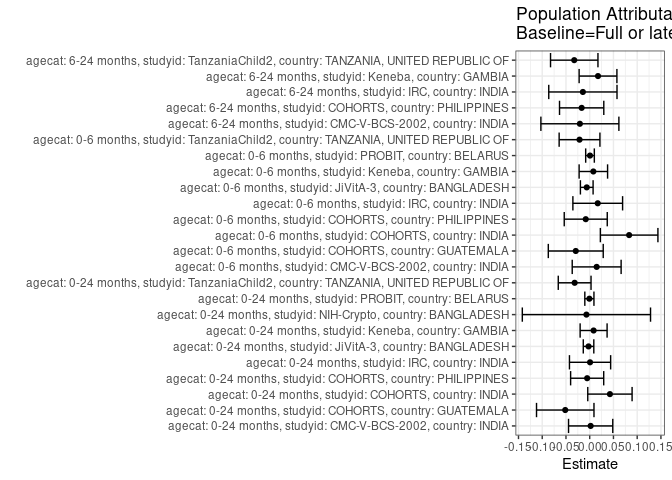 Population Attributa
Baseline=Full or late
agecat: 6-24 months, studyid: TanzaniaChild2, country: TANZANIA, UNITED REPUBLIC OF
agecat: 6-24 months, studyid: Keneba, country: GAMBIA
agecat: 6-24 months, studyid: IRC, country: INDIA
agecat: 6-24 months, studyid: COHORTS, country: PHILIPPINES
agecat: 6-24 months, studyid: CMC-V-BCS-2002, country: INDIA
agecat: 0-6 months, studyid: TanzaniaChild2, country: TANZANIA, UNITED REPUBLIC OF
agecat: 0-6 months, studyid: PROBIT, country: BELARUS
agecat: 0-6 months, studyid: Keneba, country: GAMBIA
agecat: 0-6 months, studyid: JiVitA-3, country: BANGLADESH
agecat: 0-6 months, studyid: IRC, country: INDIA
agecat: 0-6 months, studyid: COHORTS, country: PHILIPPINES
agecat: 0-6 months, studyid: COHORTS, country: INDIA
agecat: 0-6 months, studyid: COHORTS, country: GUATEMALA
agecat: 0-6 months, studyid: CMC-V-BCS-2002, country: INDIA
agecat: 0-24 months, studyid: TanzaniaChild2, country: TANZANIA, UNITED REPUBLIC OF
agecat: 0-24 months, studyid: PROBIT, country: BELARUS
agecat: 0-24 months, studyid: NIH-Crypto, country: BANGLADESH
agecat: 0-24 months, studyid: Keneba, country: GAMBIA
agecat: 0-24 months, studyid: JiVitA-3, country: BANGLADESH
agecat: 0-24 months, studyid: IRC, country: INDIA
agecat: 0-24 months, studyid: COHORTS, country: PHILIPPINES
agecat: 0-24 months, studyid: COHORTS, country: INDIA
agecat: 0-24 months, studyid: COHORTS, country: GUATEMALA
agecat: 0-24 months, studyid: CMC-V-BCS-2002, country: INDIA
-0.15 -0.10 -0.05 0.00 0.05 0.10 0.15
Estimate